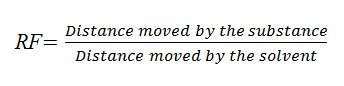 RF= Distance moved by the substance
Distance moved by the solvent